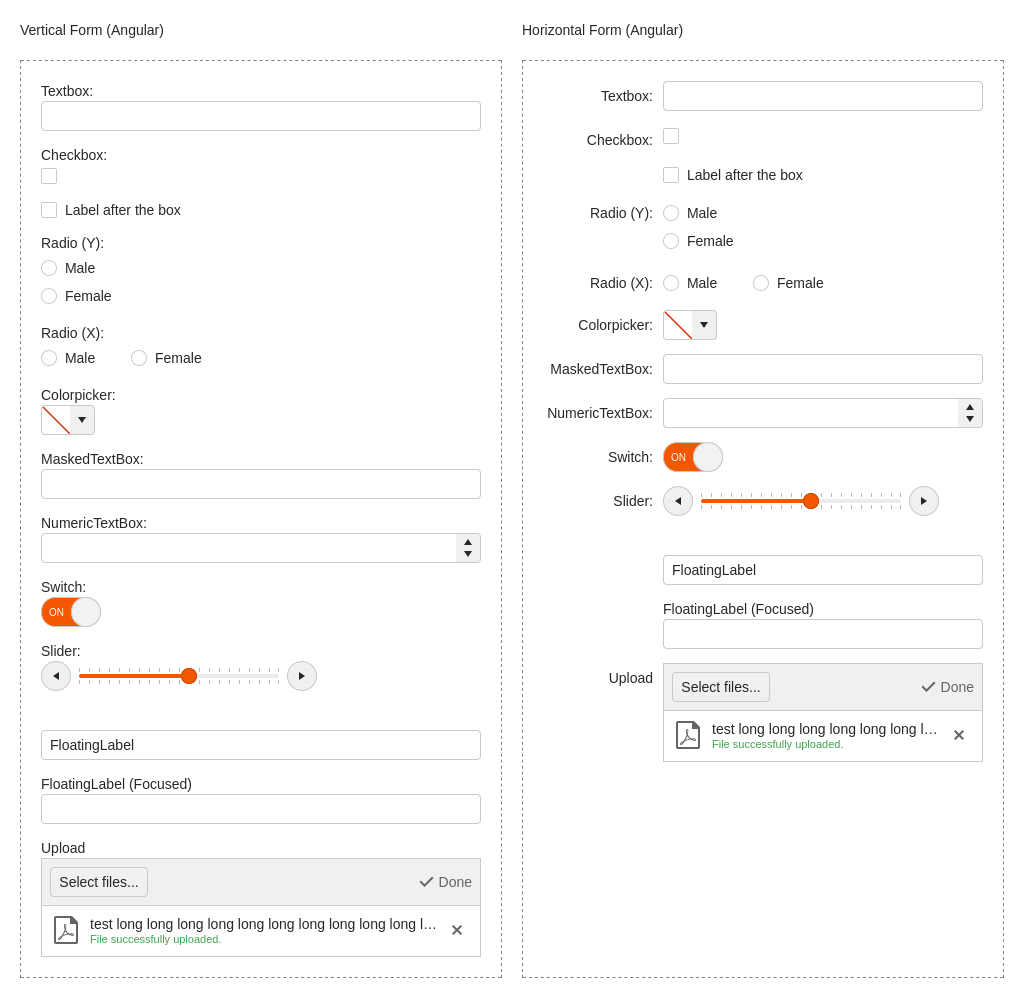 Vertical Form (Angular)
Textbox:
Checkbox:
Label after the box
Radio (Y):
Male
Female
Radio (X):
Male Female
Colorpicker:
MaskedTextBox:
NumericTextBox:
Switch:
ON
Slider:
FloatingLabel
FloatingLabel (Focused)
Upload
Select files... Done
test long long long long long long long long long long l…
File successfully uploaded.
Horizontal Form (Angular)
Textbox:
Checkbox:
Label after the box
Radio (Y): Male
Female
Radio (X): Male Female
Colorpicker:
MaskedTextBox:
NumericTextBox:
Switch: ON
Slider:
FloatingLabel
FloatingLabel (Focused)
Upload Select files... Done
test long long long long long long l…
File successfully uploaded.